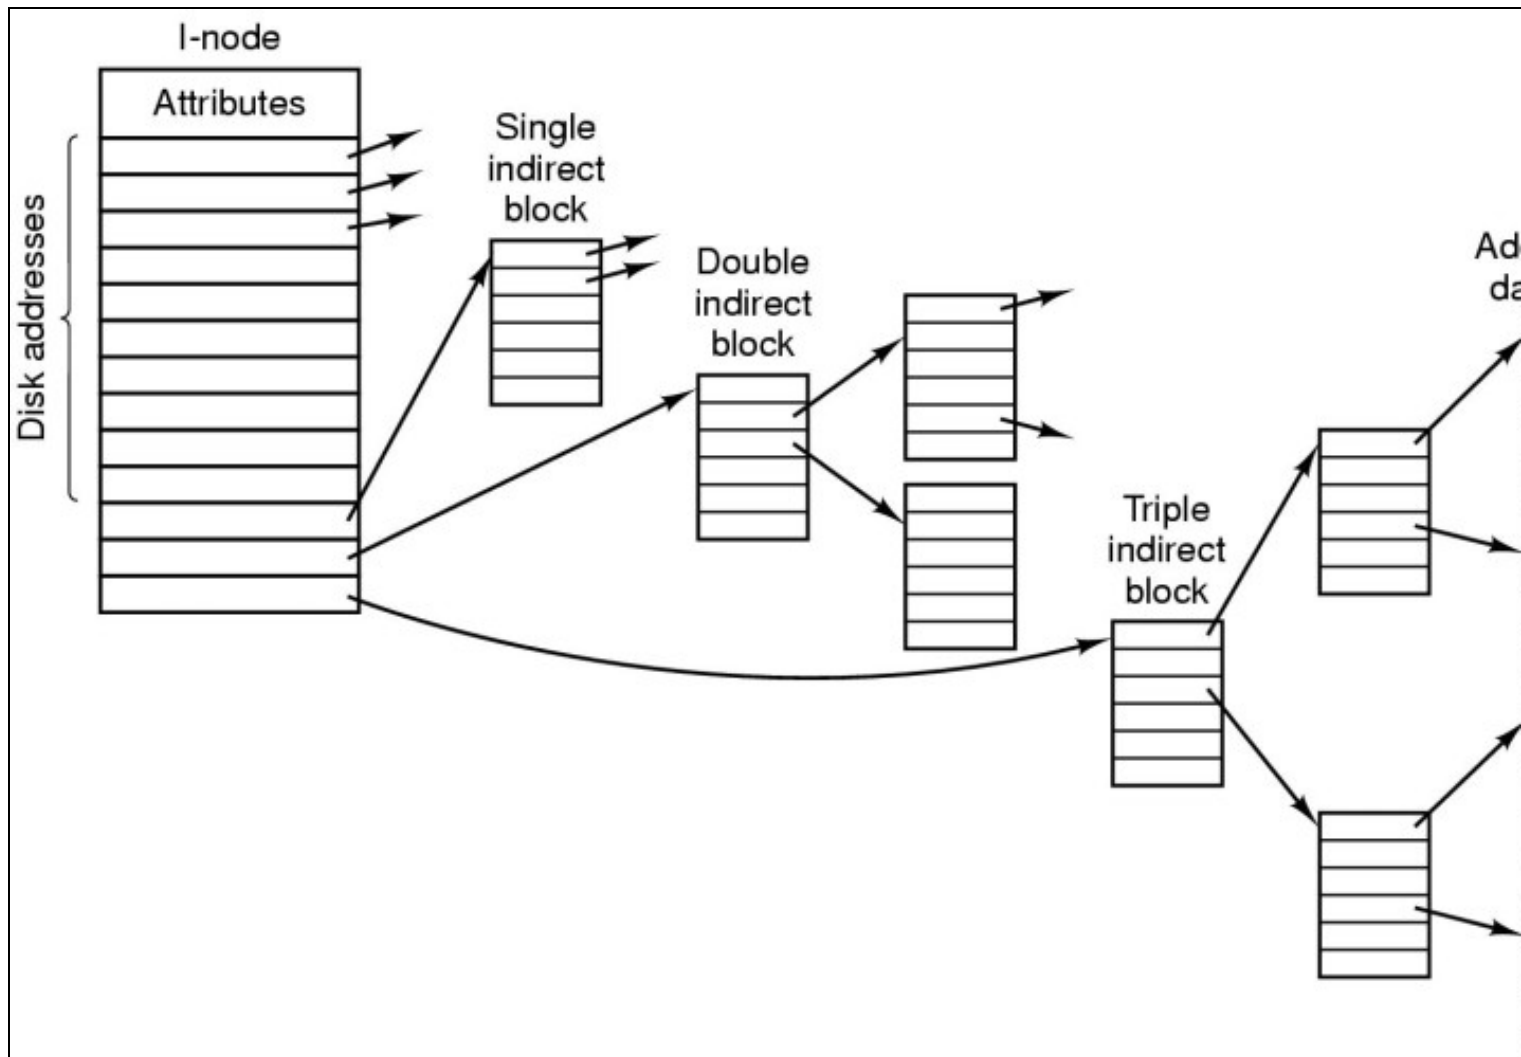 I-node
Attributes
Disk addresses
Single
indirect
block
Double
indirect
block
Triple
indirect
block